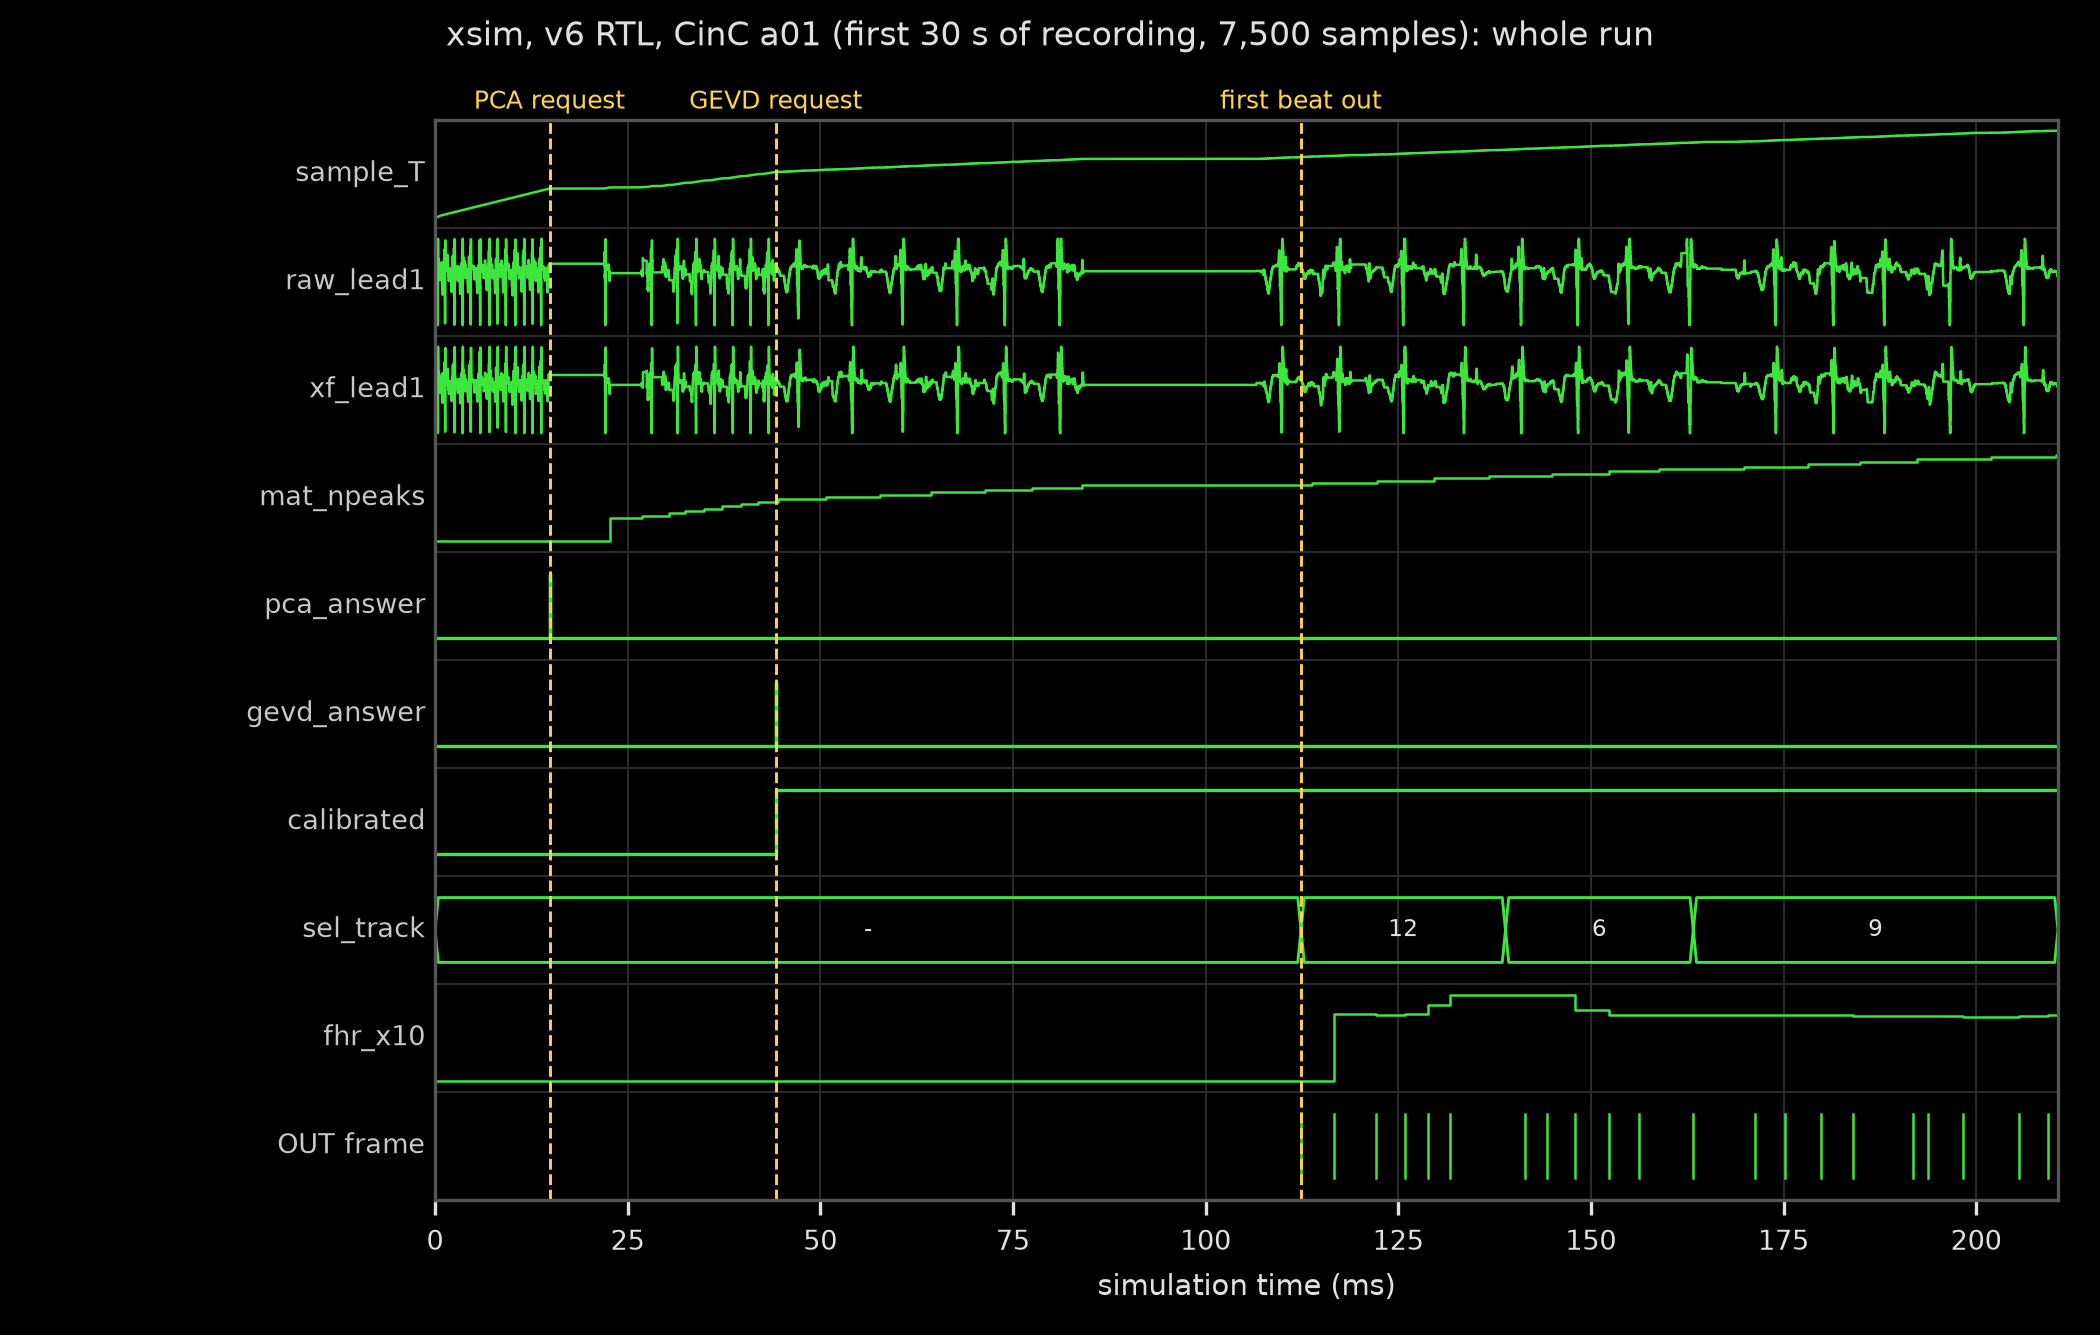 xsim, v6 RTL, CinC a01 (first 30 s of recording, 7,500 samples): whole run
PCA request
GEVD request
first beat out
sample_T
raw_lead1
xf_lead1
mat_npeaks
pca_answer
gevd_answer
calibrated
sel_track
-
12
6
9
fhr_x10
OUT frame
0
25
50
75
100
125
150
175
200
simulation time (ms)